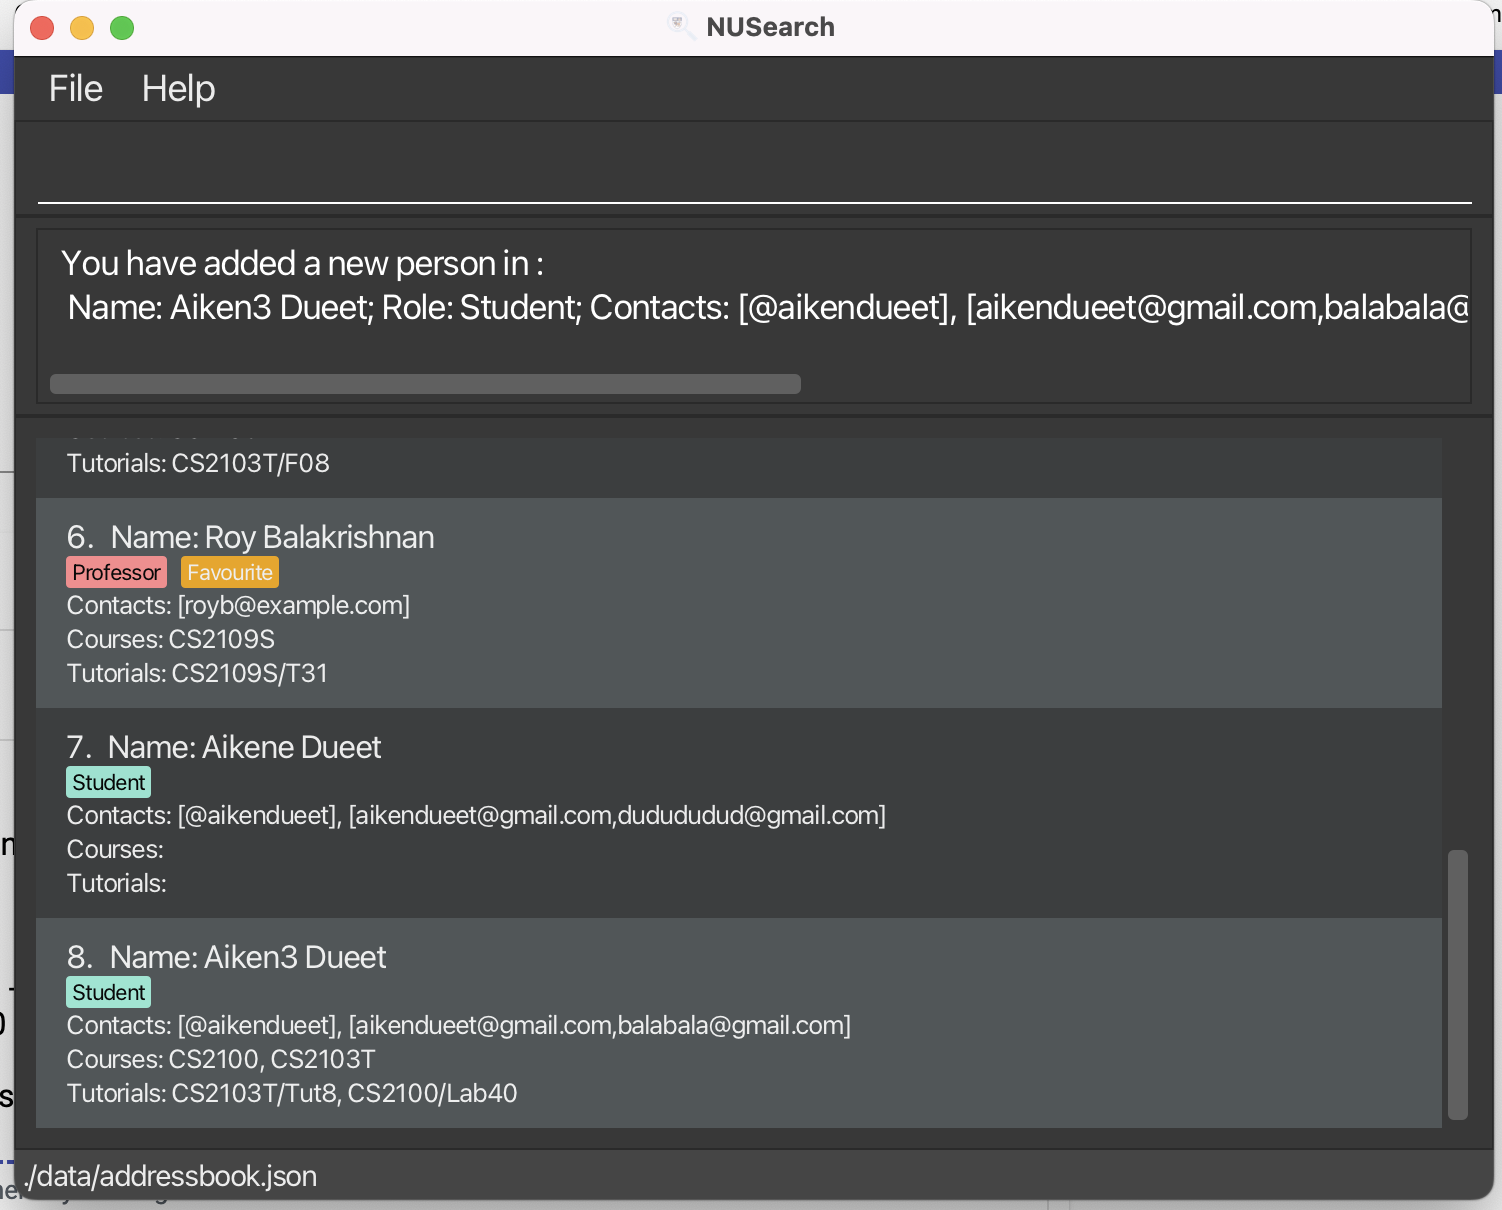 NUSearch
File Help
You have added a new person in :
Name: Aiken3 Dueet; Role: Student; Contacts: [@aikendueet], [aikendueet@gmail.com,balabala@
Tutorials: CS2103T/F08
6. Name: Roy Balakrishnan
Professor Favourite
Contacts: [royb@example.com]
Courses: CS2109S
Tutorials: CS2109S/T31
7. Name: Aikene Dueet
Student
Contacts: [@aikendueet], [aikendueet@gmail.com,dudududud@gmail.com]
Courses:
Tutorials:
8. Name: Aiken3 Dueet
Student
Contacts: [@aikendueet], [aikendueet@gmail.com,balabala@gmail.com]
Courses: CS2100, CS2103T
Tutorials: CS2103T/Tut8, CS2100/Lab40
./data/addressbook.json